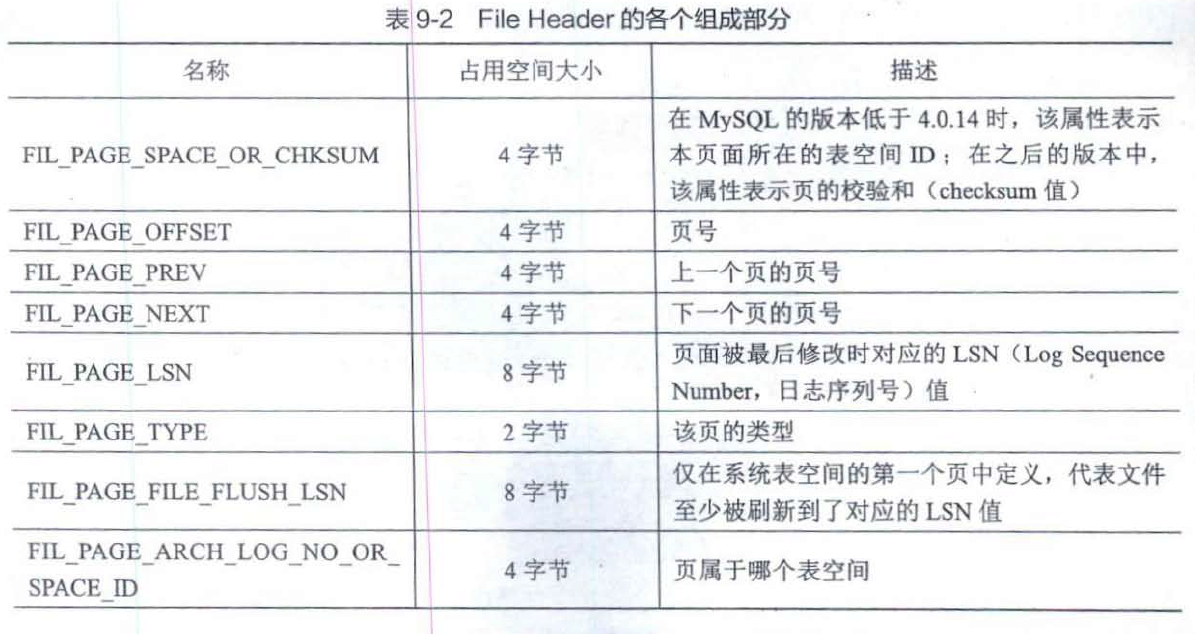 表 9-2 File Header 的各个组成部分
名称 占用空间大小 描述
FIL_PAGE_SPACE_OR_CHKSUM 4 字节 在 MySQL 的版本低于 4.0.14 时，该属性表示
本页面所在的表空间 ID；在之后的版本中，
该属性表示页的校验和（checksum 值）
FIL_PAGE_OFFSET 4 字节 页号
FIL_PAGE_PREV 4 字节 上一个页的页号
FIL_PAGE_NEXT 4 字节 下一个页的页号
FIL_PAGE_LSN 8 字节 页面被最后修改时对应的 LSN（Log Sequence
Number，日志序列号）值
FIL_PAGE_TYPE 2 字节 该页的类型
FIL_PAGE_FILE_FLUSH_LSN 8 字节 仅在系统表空间的第一个页中定义，代表文件
至少被刷新到了对应的 LSN 值
FIL_PAGE_ARCH_LOG_NO_OR_
SPACE_ID 4 字节 页属于哪个表空间